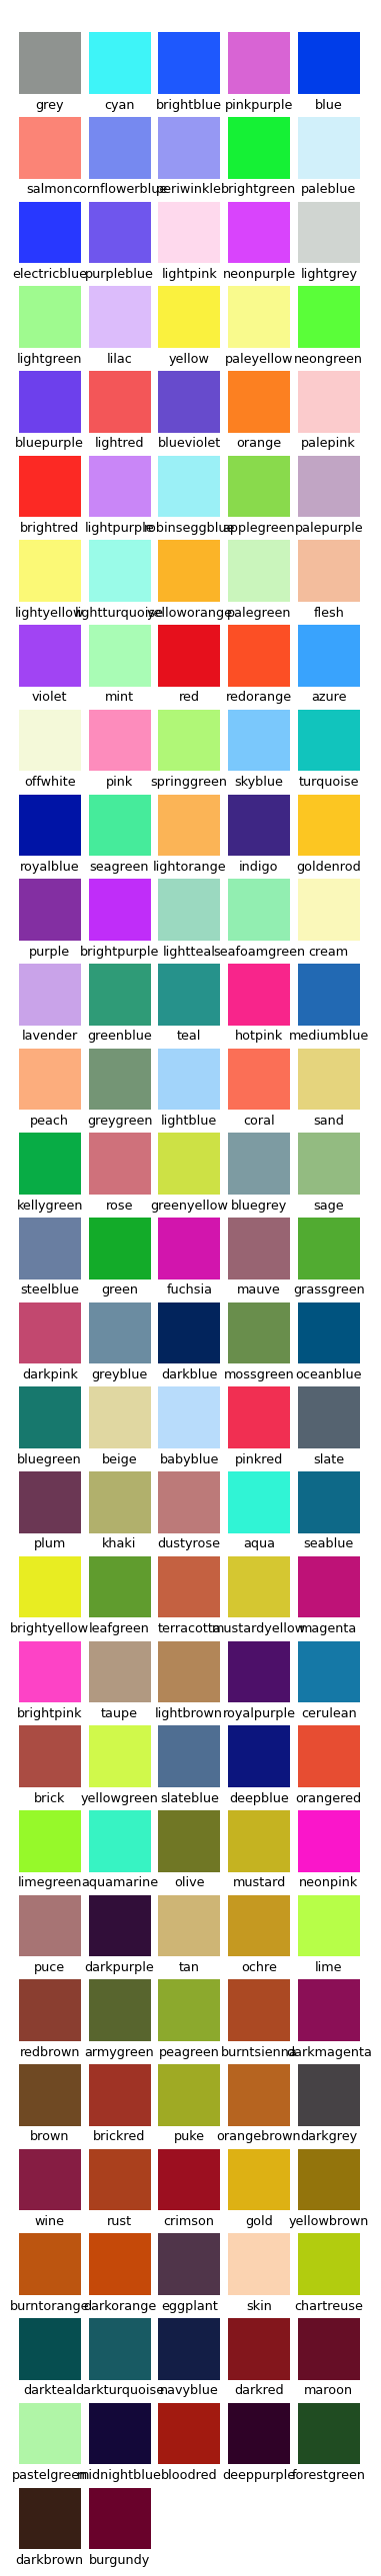 grey cyan brightblue pinkpurple blue
salmon cornflowerblue periwinkle brightgreen paleblue
electricblue purpleblue lightpink neonpurple lightgrey
lightgreen lilac yellow paleyellow neongreen
bluepurple lightred blueviolet orange palepink
brightred lightpurple robinseggblue applegreen palepurple
lightyellow lightturquoise yelloworange palegreen flesh
violet mint red redorange azure
offwhite pink springgreen skyblue turquoise
royalblue seagreen lightorange indigo goldenrod
purple brightpurple lightteal seafoamgreen cream
lavender greenblue teal hotpink mediumblue
peach greygreen lightblue coral sand
kellygreen rose greenyellow bluegrey sage
steelblue green fuchsia mauve grassgreen
darkpink greyblue darkblue mossgreen oceanblue
bluegreen beige babyblue pinkred slate
plum khaki dustyrose aqua seablue
brightyellow leafgreen terracotta mustardyellow magenta
brightpink taupe lightbrown royalpurple cerulean
brick yellowgreen slateblue deepblue orangered
limegreen aquamarine olive mustard neonpink
puce darkpurple tan ochre lime
redbrown armygreen peagreen burntsienna darkmagenta
brown brickred puke orangebrown darkgrey
wine rust crimson gold yellowbrown
burntorange darkorange eggplant skin chartreuse
darkteal darkturquoise navyblue darkred maroon
pastelgreen midnightblue bloodred deeppurple forestgreen
darkbrown burgundy